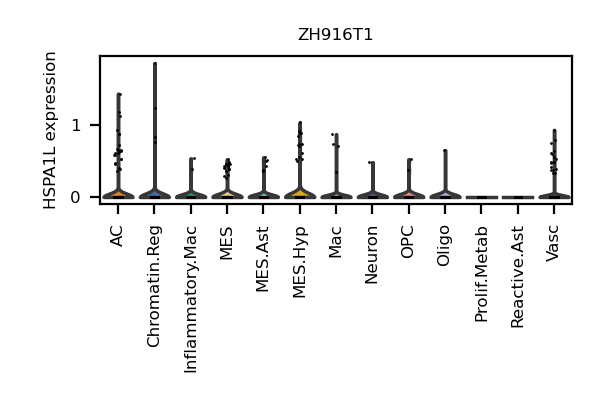 ZH916T1
HSPA1L expression
1
0
AC
Chromatin.Reg
Inflammatory.Mac
MES
MES.Ast
MES.Hyp
Mac
Neuron
OPC
Oligo
Prolif.Metab
Reactive.Ast
Vasc